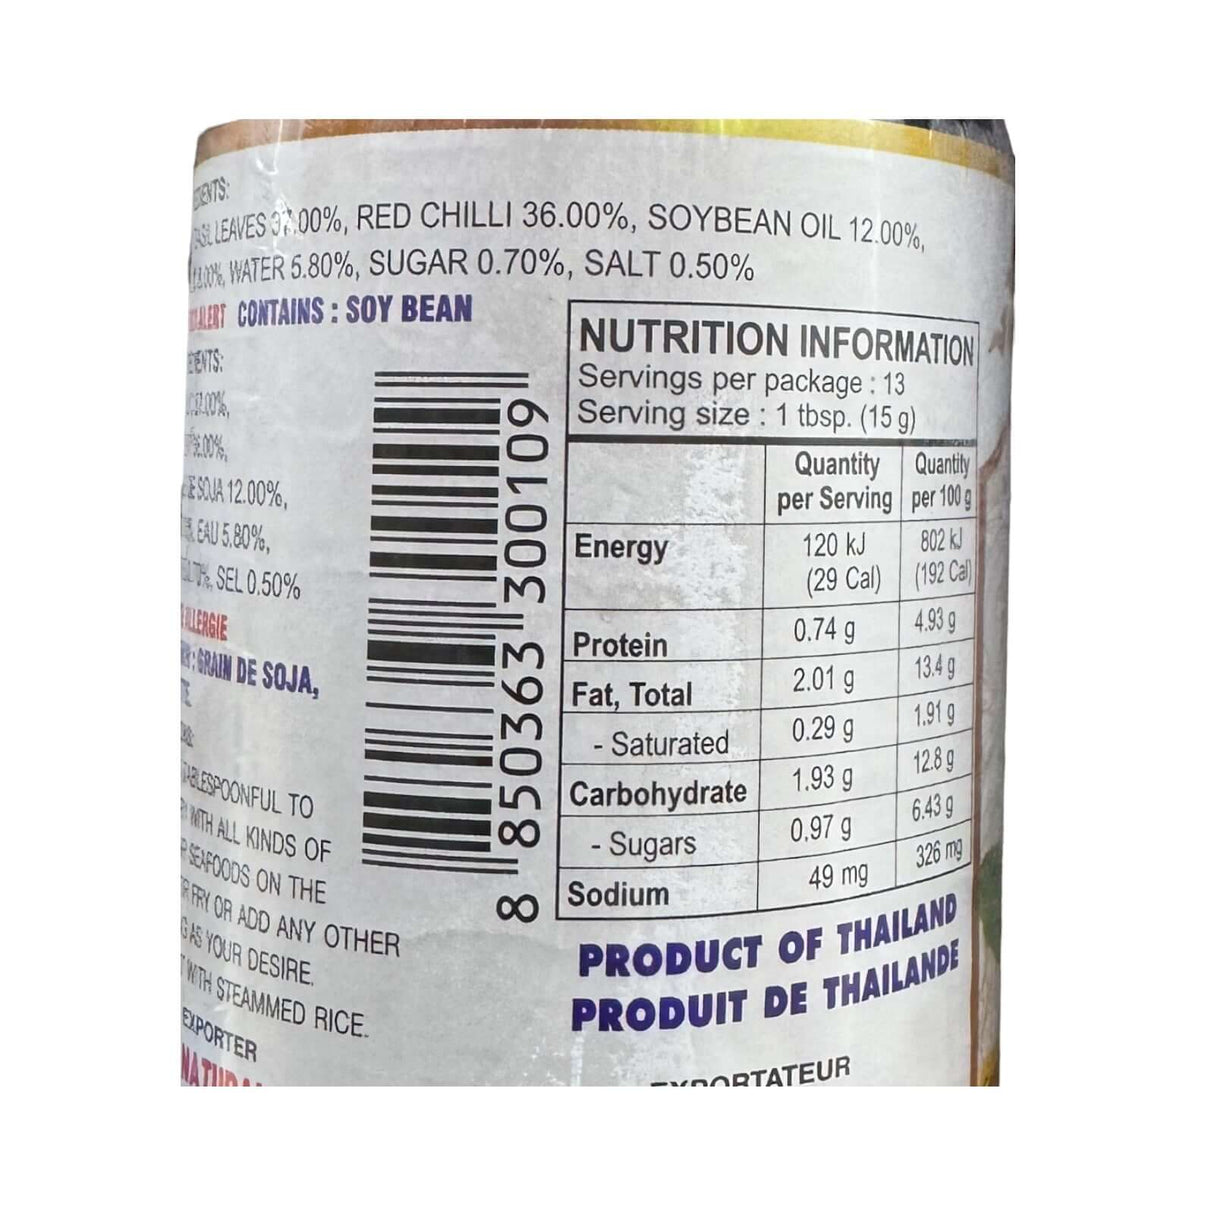 LEAVES 37.00%, RED CHILLI 36.00%, SOYBEAN OIL 12.00%,
WATER 5.80%, SUGAR 0.70%, SALT 0.50%
CONTAINS : SOY BEAN
SOJA 12.00%,
EAU 5.80%,
SEL 0.50%
GRAIN DE SOJA,
TO
WITH ALL KINDS OF
SEAFOODS ON THE
FRY OR ADD ANY OTHER
AS YOUR DESIRE.
WITH STEAMMED RICE.
EXPORTER
8 850363 300109
NUTRITION INFORMATION
Servings per package : 13
Serving size : 1 tbsp. (15 g)
Quantity per Serving Quantity per 100 g
Energy 120 kJ (29 Cal) 802 kJ (192 Cal)
Protein 0.74 g 4.93 g
Fat, Total 2.01 g 13.4 g
- Saturated 0.29 g 1.91 g
Carbohydrate 1.93 g 12.8 g
- Sugars 0.97 g 6.43 g
Sodium 49 mg 326 mg
PRODUCT OF THAILAND
PRODUIT DE THAILANDE
EXPORTATEUR